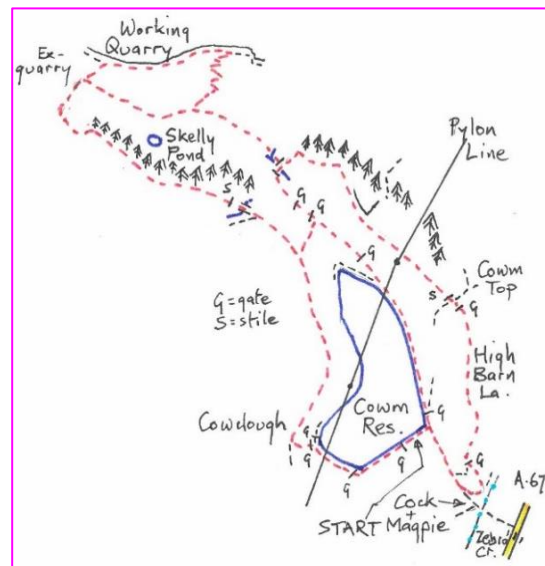 Working
Quarry
Ex-
quarry
Skelly
Pond
Pylon
Line
S
G
G
G
G = gate
S = stile
S
G
Cowm
Top
High
Barn
La.
Cowclough
G
G
Cowm
Res.
G
G
G
G
START
Cock
+
Magpie
A.67
Zebra
Cr.